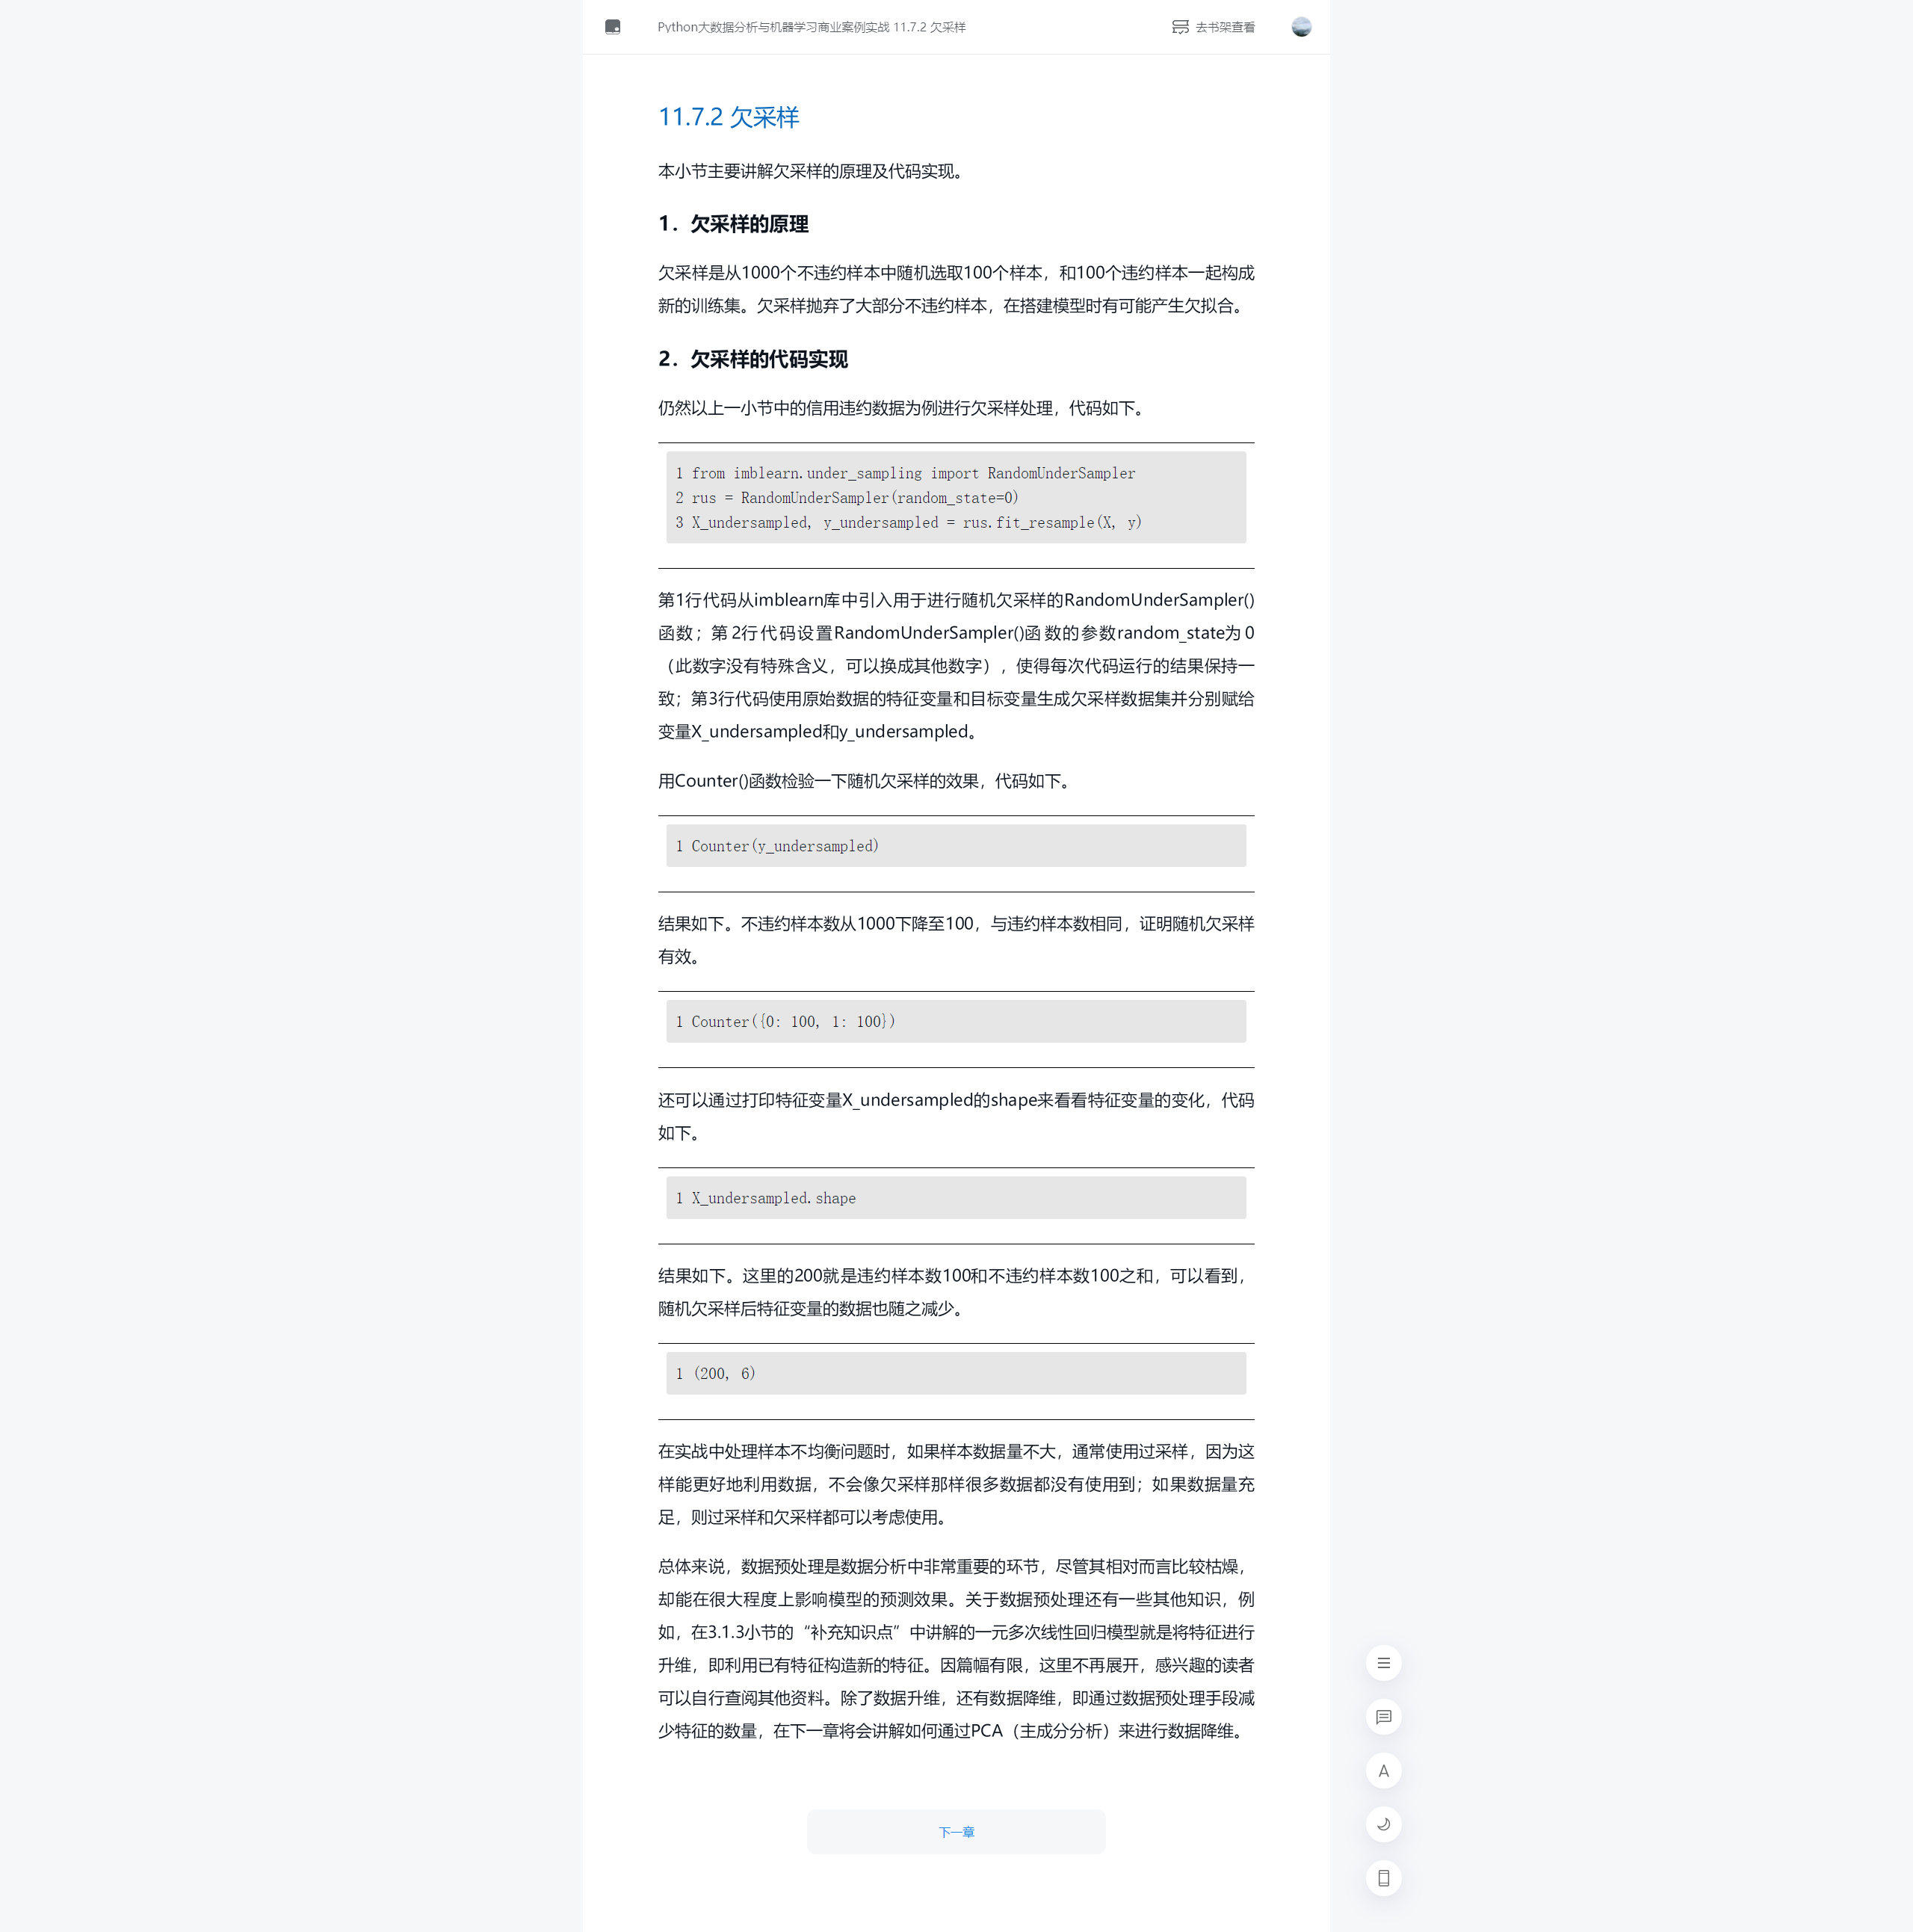 Python大数据分析与机器学习商业案例实战 11.7.2 欠采样
去书架查看
11.7.2 欠采样
本小节主要讲解欠采样的原理及代码实现。
1．欠采样的原理
欠采样是从1000个不违约样本中随机选取100个样本，和100个违约样本一起构成
新的训练集。欠采样抛弃了大部分不违约样本，在搭建模型时有可能产生欠拟合。
2．欠采样的代码实现
仍然以上一小节中的信用违约数据为例进行欠采样处理，代码如下。
1 from imblearn.under_sampling import RandomUnderSampler
2 rus = RandomUnderSampler(random_state=0)
3 X_undersampled, y_undersampled = rus.fit_resample(X, y)
第1行代码从imblearn库中引入用于进行随机欠采样的RandomUnderSampler()
函数；第2行代码设置RandomUnderSampler()函数的参数random_state为0
（此数字没有特殊含义，可以换成其他数字），使得每次代码运行的结果保持一
致；第3行代码使用原始数据的特征变量和目标变量生成欠采样数据集并分别赋给
变量X_undersampled和y_undersampled。
用Counter()函数检验一下随机欠采样的效果，代码如下。
1 Counter(y_undersampled)
结果如下。不违约样本数从1000下降至100，与违约样本数相同，证明随机欠采样
有效。
1 Counter({0: 100, 1: 100})
还可以通过打印特征变量X_undersampled的shape来看看特征变量的变化，代码
如下。
1 X_undersampled.shape
结果如下。这里的200就是违约样本数100和不违约样本数100之和，可以看到，
随机欠采样后特征变量的数据也随之减少。
1 (200, 6)
在实战中处理样本不均衡问题时，如果样本数据量不大，通常使用过采样，因为这
样能更好地利用数据，不会像欠采样那样很多数据都没有使用到；如果数据量充
足，则过采样和欠采样都可以考虑使用。
总体来说，数据预处理是数据分析中非常重要的环节，尽管其相对而言比较枯燥，
却能在很大程度上影响模型的预测效果。关于数据预处理还有一些其他知识，例
如，在3.1.3小节的“补充知识点”中讲解的一元多次线性回归模型就是将特征进行
升维，即利用已有特征构造新的特征。因篇幅有限，这里不再展开，感兴趣的读者
可以自行查阅其他资料。除了数据升维，还有数据降维，即通过数据预处理手段减
少特征的数量，在下一章将会讲解如何通过PCA（主成分分析）来进行数据降维。
A
下一章